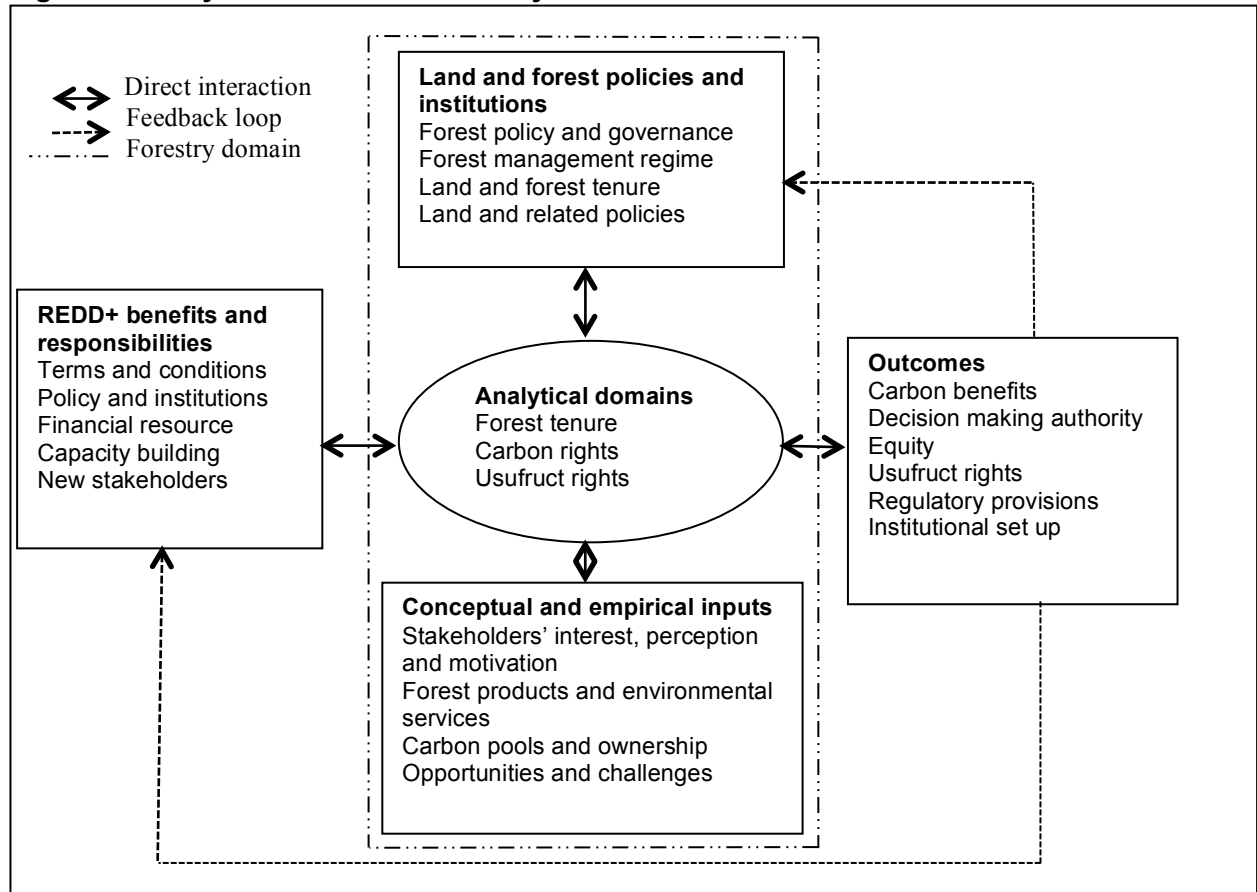 Direct interaction
Feedback loop
Forestry domain
Land and forest policies and
institutions
Forest policy and governance
Forest management regime
Land and forest tenure
Land and related policies
REDD+ benefits and
responsibilities
Terms and conditions
Policy and institutions
Financial resource
Capacity building
New stakeholders
Analytical domains
Forest tenure
Carbon rights
Usufruct rights
Outcomes
Carbon benefits
Decision making authority
Equity
Usufruct rights
Regulatory provisions
Institutional set up
Conceptual and empirical inputs
Stakeholders’ interest, perception
and motivation
Forest products and environmental
services
Carbon pools and ownership
Opportunities and challenges